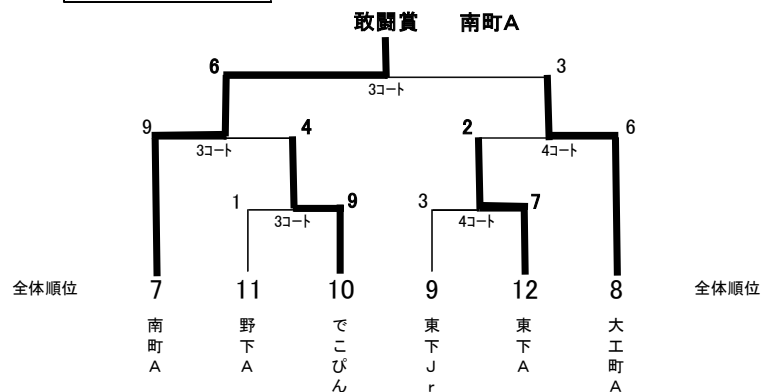 敢闘賞 南町A
6 3
3コート
9 4 2 6
3コート 4コート
1 9 3 7
3コート 4コート
全体順位 7 11 10 9 12 8 全体順位
南町A
野下A
でこぴん
東下Jr
東下A
大工町A